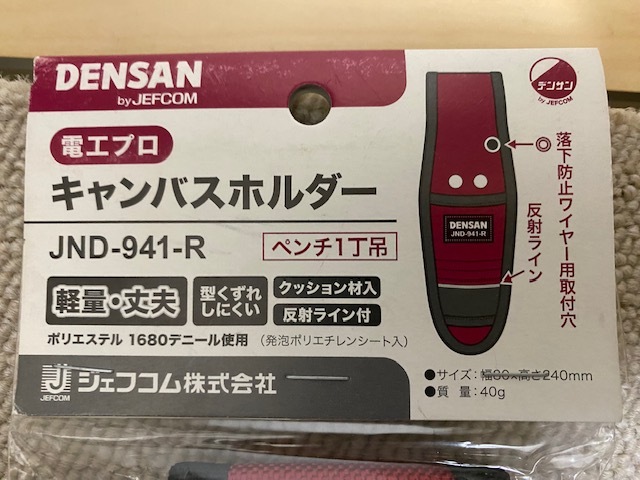 DENSAN
by JEFCOM
電工プロ
キャンバスホルダー
JND-941-R
ペンチ1丁吊
軽量・丈夫
型くずれ
しにくい
クッション材入
反射ライン付
ポリエステル 1680デニール使用 (発泡ポリエチレンシート入)
J
JEFCOM
ジェフコム株式会社
デンサン
by JEFCOM
落下防止ワイヤー用取付穴
反射ライン
DENSAN
JND-941-R
●サイズ:幅80×高さ240mm
●質 量:40g